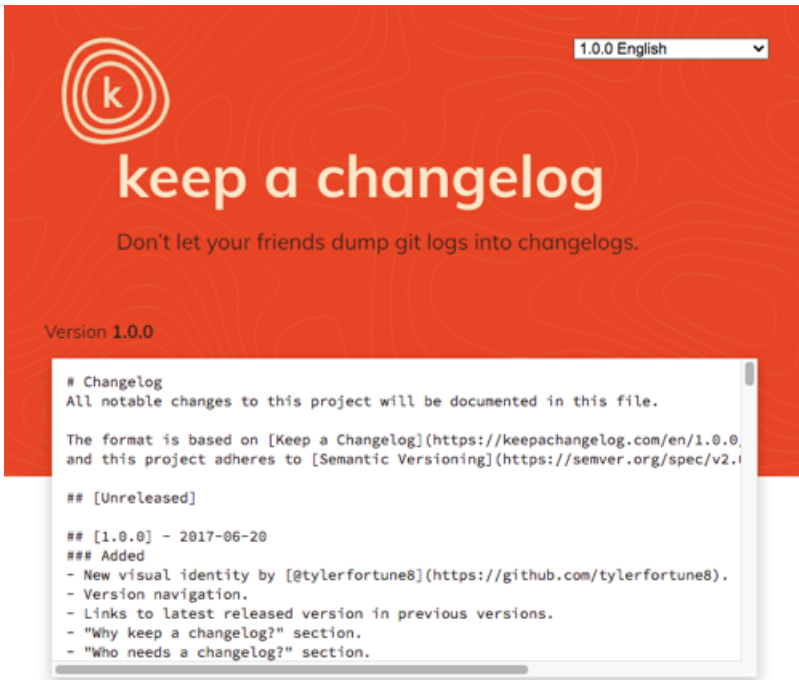 1.0.0 English
k
keep a changelog
Don't let your friends dump git logs into changelogs.
Version 1.0.0
# Changelog
All notable changes to this project will be documented in this file.
The format is based on [Keep a Changelog](https://keepachangelog.com/en/1.0.0
and this project adheres to [Semantic Versioning](https://semver.org/spec/v2.
## [Unreleased]
## [1.0.0] - 2017-06-20
### Added
- New visual identity by [@tylerfortune8](https://github.com/tylerfortune8).
- Version navigation.
- Links to latest released version in previous versions.
- "Why keep a changelog?" section.
- "Who needs a changelog?" section.